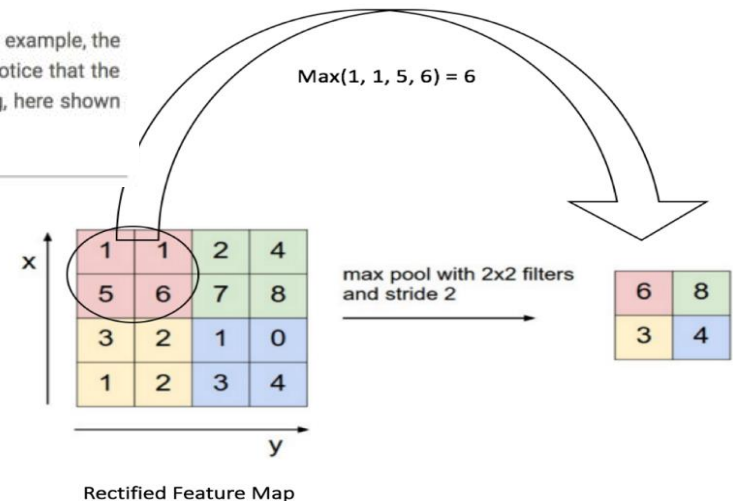 example, the
otice that the
, here shown
Max(1, 1, 5, 6) = 6
x
1 1 2 4
5 6 7 8
3 2 1 0
1 2 3 4
y
Rectified Feature Map
max pool with 2x2 filters
and stride 2
6 8
3 4